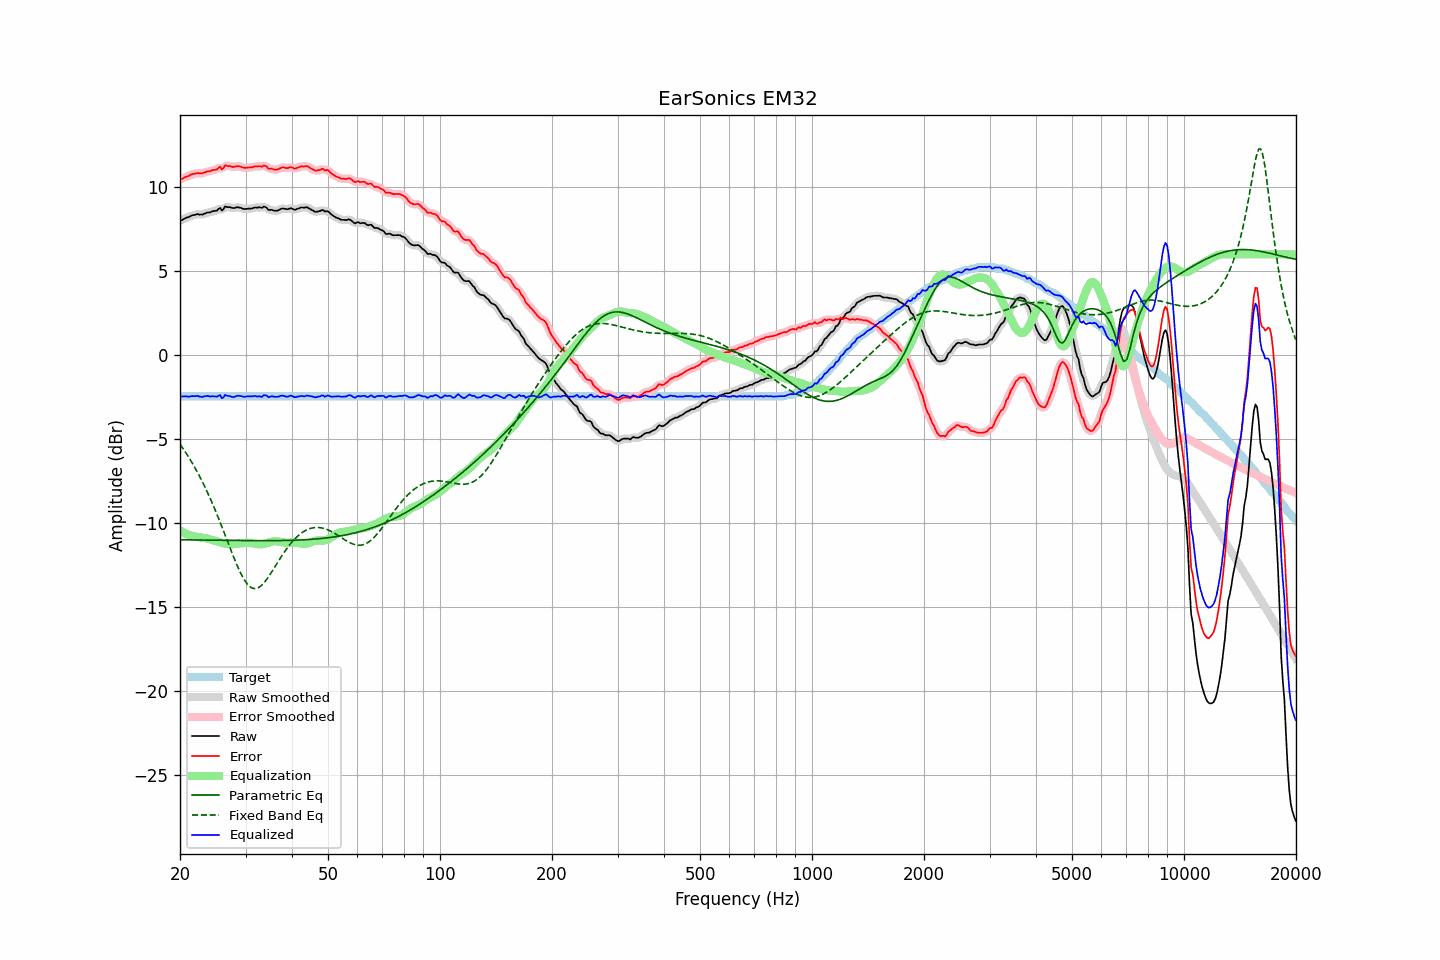 EarSonics EM32
Amplitude (dBr)
10
5
0
−5
−10
−15
−20
−25
Target
Raw Smoothed
Error Smoothed
Raw
Error
Equalization
Parametric Eq
Fixed Band Eq
Equalized
20 50 100 200 500 1000 2000 5000 10000 20000
Frequency (Hz)